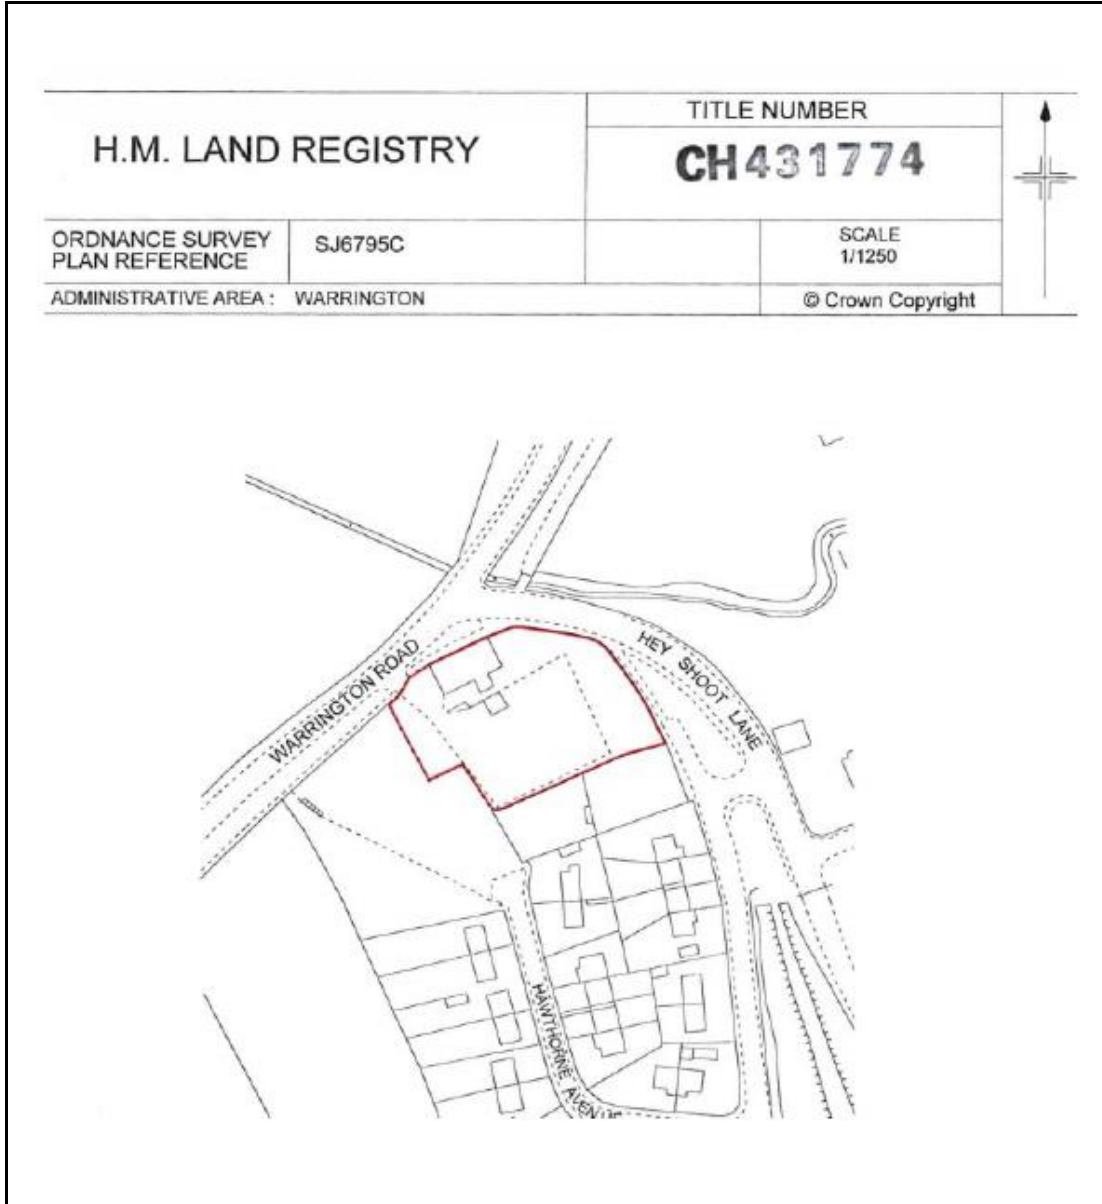 H.M. LAND REGISTRY
TITLE NUMBER
CH431774
ORDNANCE SURVEY
PLAN REFERENCE
SJ6795C
SCALE
1/1250
ADMINISTRATIVE AREA : WARRINGTON
© Crown Copyright
WARRINGTON ROAD
HEY SHOOT LANE
HAWTHORNE AVENUE